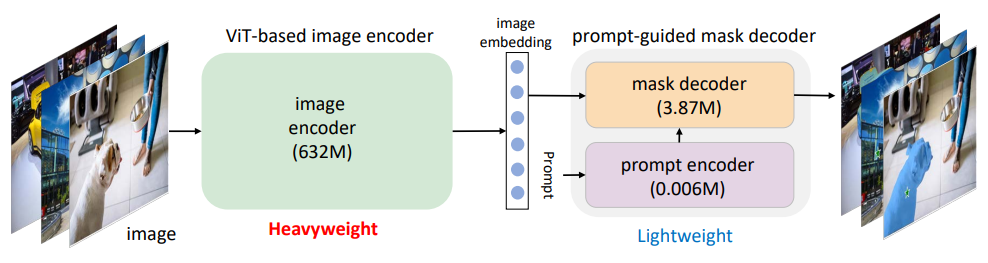 ViT-based image encoder
image
encoder
(632M)
Heavyweight
image
image
embedding
Prompt
prompt-guided mask decoder
mask decoder
(3.87M)
prompt encoder
(0.006M)
Lightweight